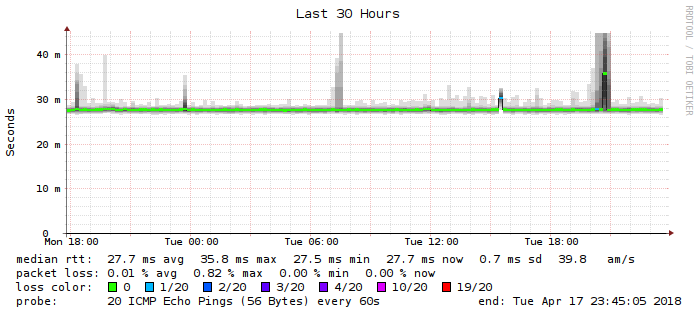 Last 30 Hours
RRDTOOL / TOBI OETIKER
Seconds
40 m
30 m
20 m
10 m
0
Mon 18:00 Tue 00:00 Tue 06:00 Tue 12:00 Tue 18:00
median rtt: 27.7 ms avg 35.8 ms max 27.5 ms min 27.7 ms now 0.7 ms sd 39.8 am/s
packet loss: 0.01 % avg 0.82 % max 0.00 % min 0.00 % now
loss color: 0 1/20 2/20 3/20 4/20 10/20 19/20
probe: 20 ICMP Echo Pings (56 Bytes) every 60s end: Tue Apr 17 23:45:05 2018